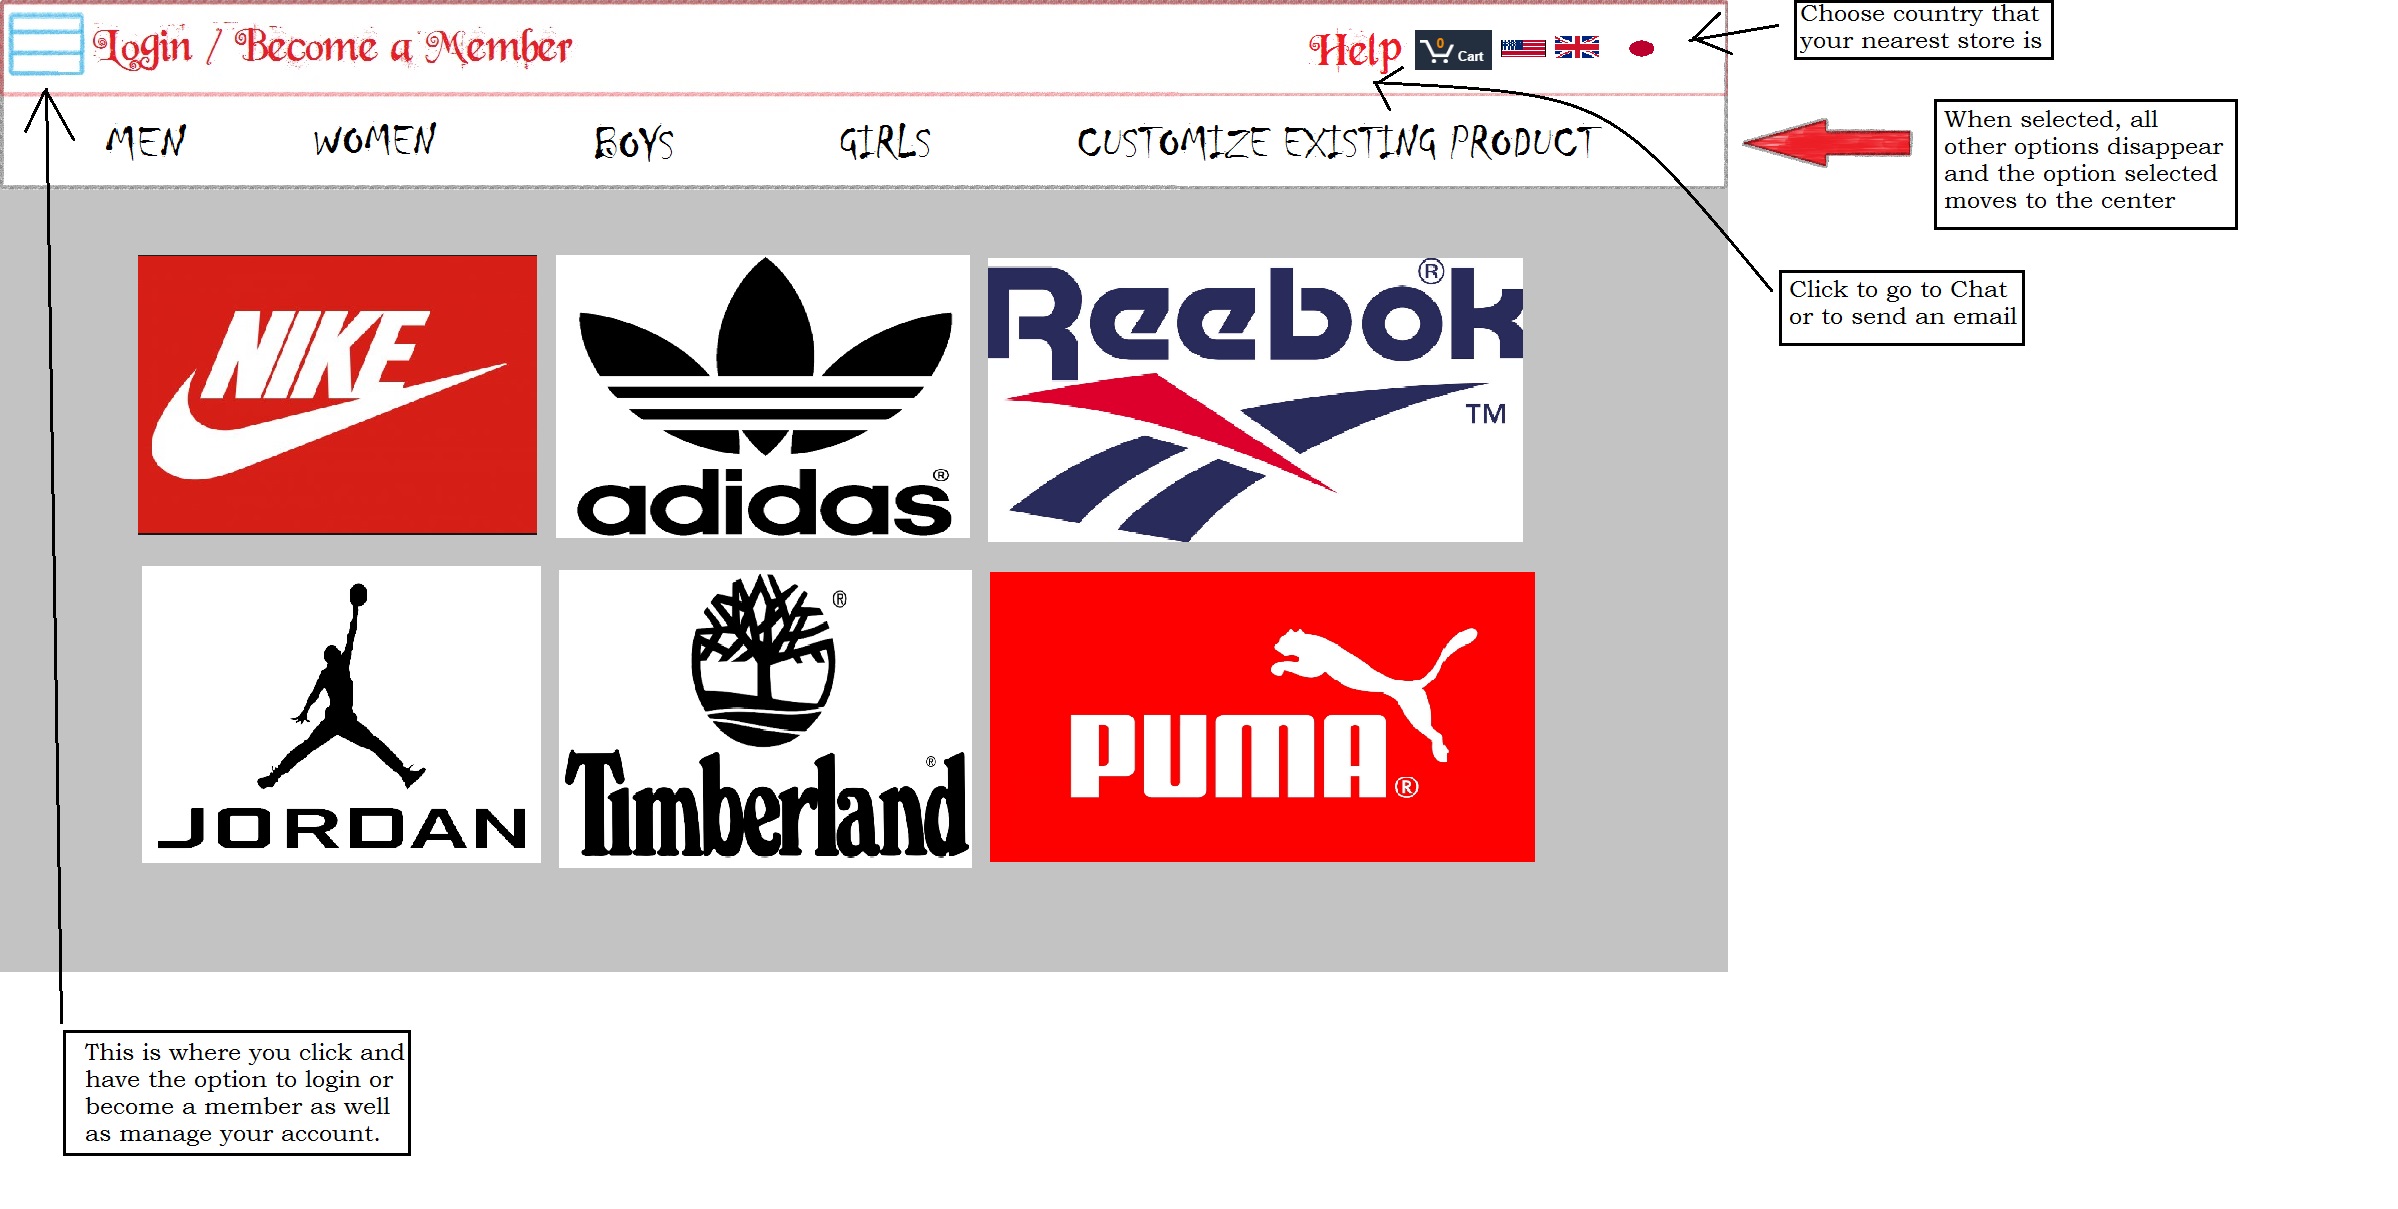 Login / Become a Member
Help
0
Cart
Choose country that
your nearest store is
MEN
WOMEN
BOYS
GIRLS
CUSTOMIZE EXISTING PRODUCT
When selected, all
other options disappear
and the option selected
moves to the center
Click to go to Chat
or to send an email
NIKE
adidas®
Reebok®
TM
JORDAN
®
Timberland®
PUMA®
This is where you click and
have the option to login or
become a member as well
as manage your account.